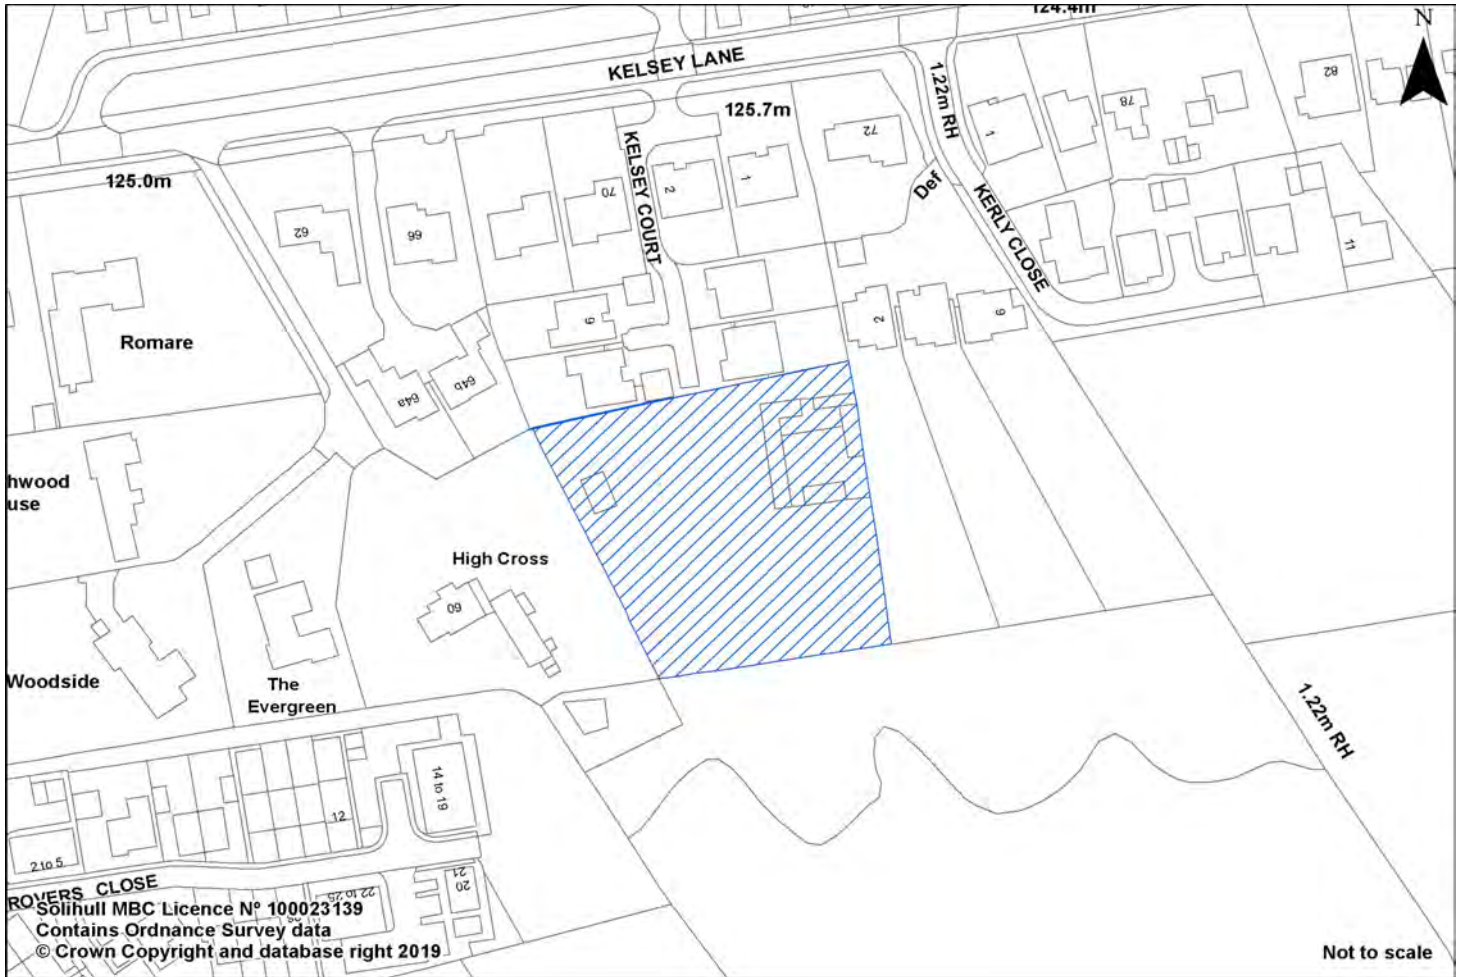 124.4m
N
KELSEY LANE
1.22m RH
82
125.7m
78
1
72
KELSEY COURT
125.0m
70
2
1
Def
KERLY CLOSE
62
66
11
6
2
6
Romare
64a
64b
hwood
use
High Cross
60
Woodside
The
Evergreen
1.22m RH
14 to 19
12
2 to 5
ROVERS CLOSE
22 to 25
21
20
Solihull MBC Licence Nº 100023139
Contains Ordnance Survey data
© Crown Copyright and database right 2019
Not to scale